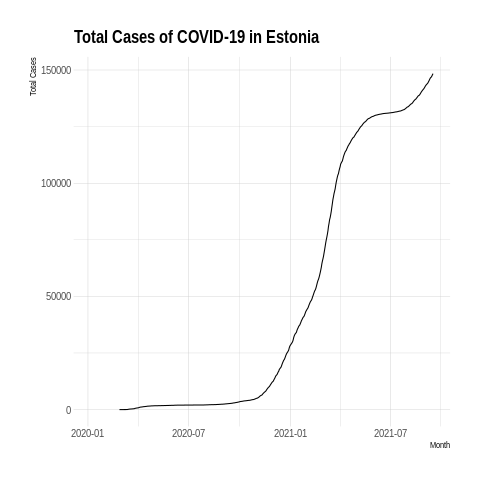 Total Cases of COVID-19 in Estonia
Total Cases
150000
100000
50000
0
2020-01 2020-07 2021-01 2021-07
Month